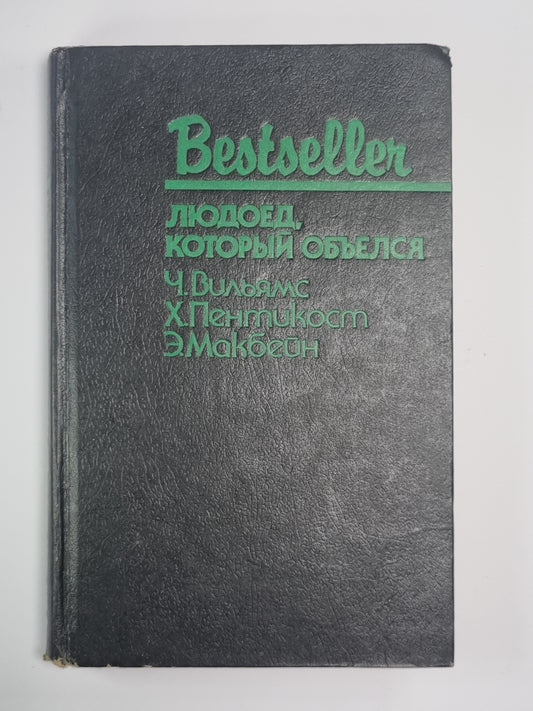 Bestseller
ЛЮДОЕД,
КОТОРЫЙ ОБЪЕЛСЯ
Ч.Вильямс
Х.Пентикост
Э.Макбейн